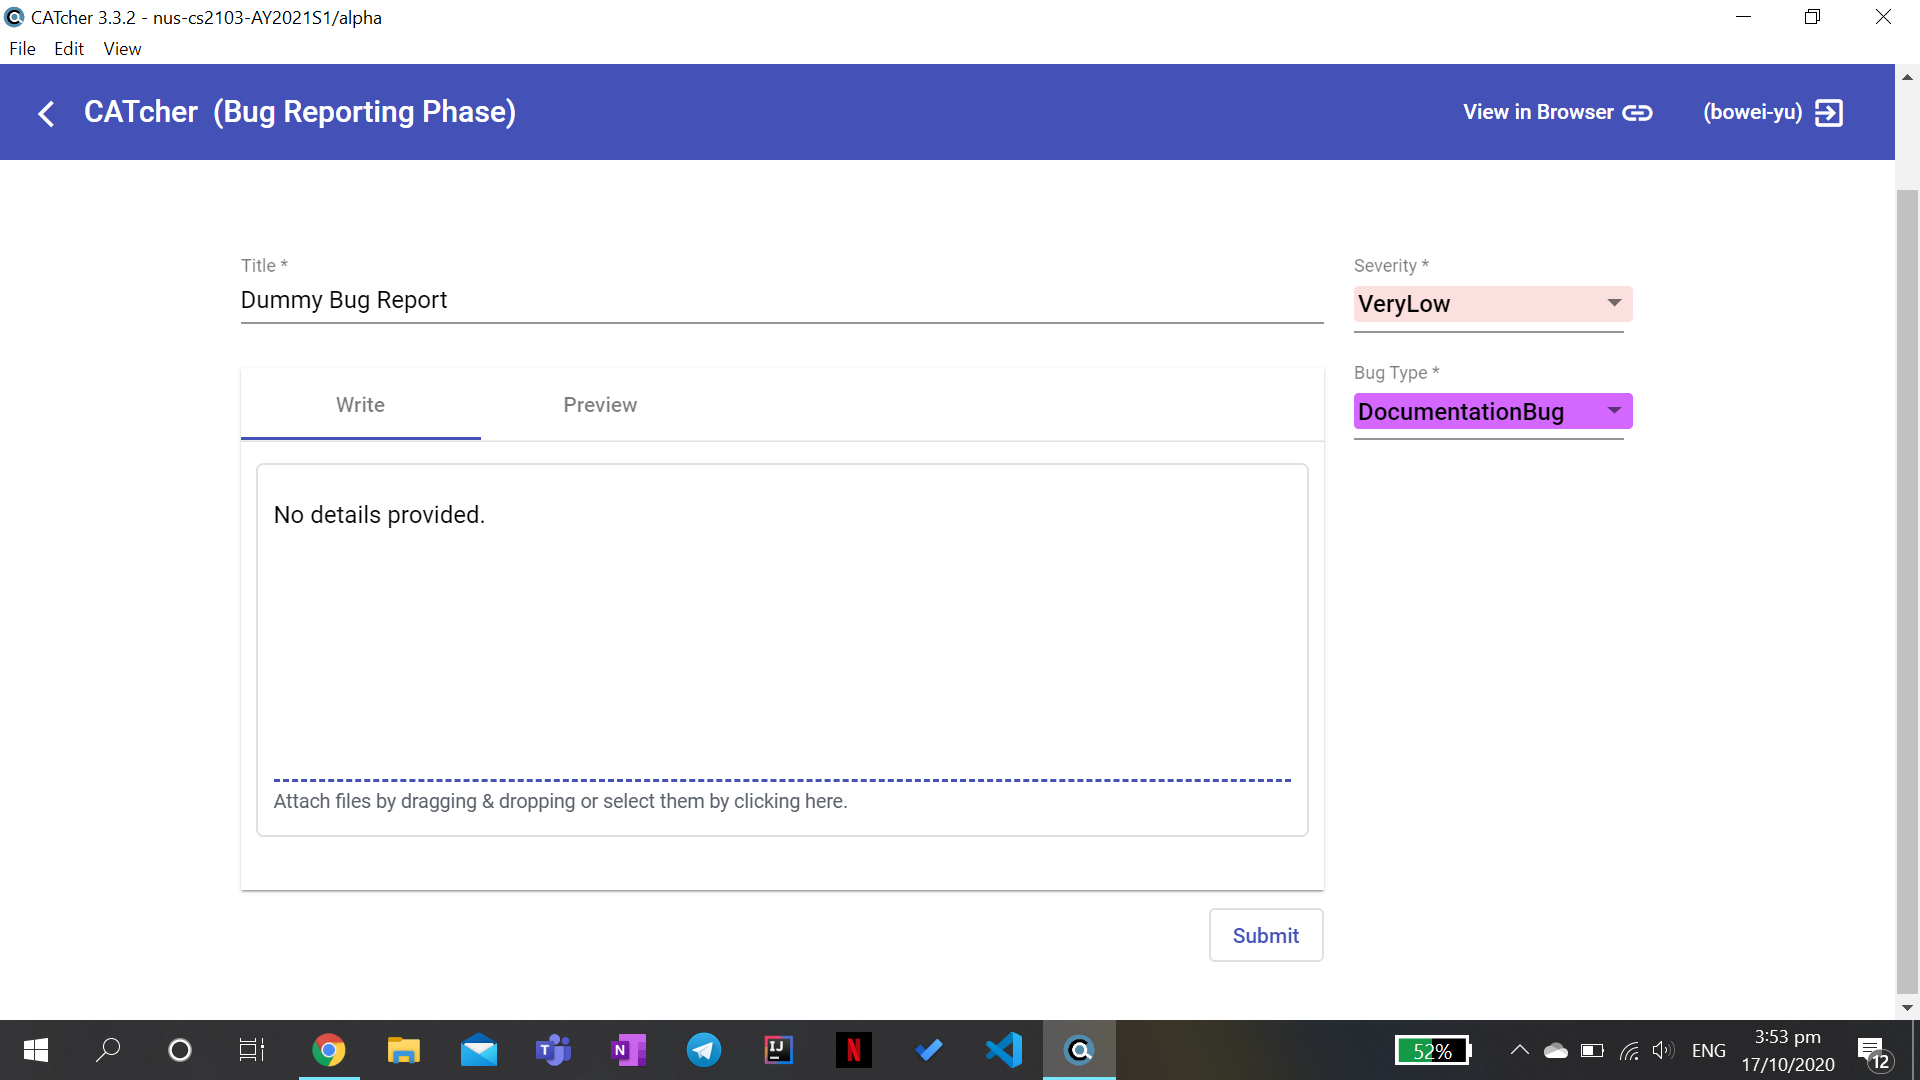 CATcher 3.3.2 - nus-cs2103-AY2021S1/alpha
File Edit View
CATcher (Bug Reporting Phase)
View in Browser
(bowei-yu)
Title *
Dummy Bug Report
Severity *
VeryLow
Bug Type *
DocumentationBug
Write Preview
No details provided.
Attach files by dragging & dropping or select them by clicking here.
Submit
T
N
IJ
N
52%
ENG
3:53 pm
17/10/2020
12